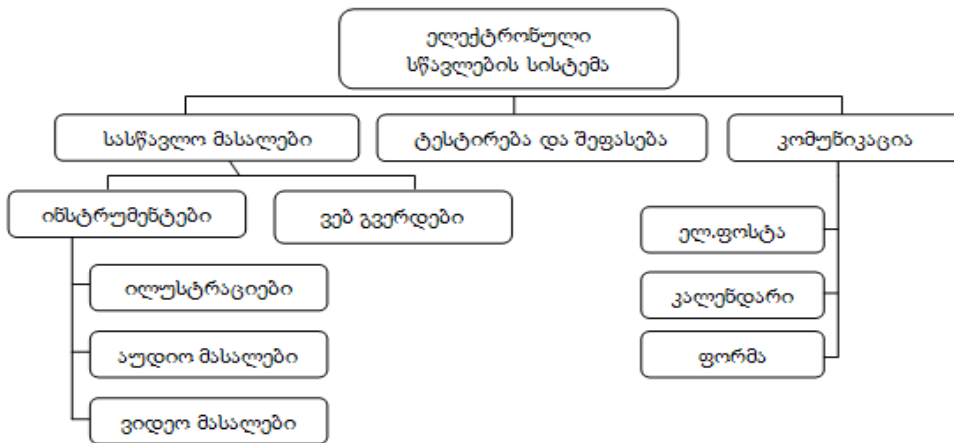 ელექტრონული
სწავლების სისტემა
სასწავლო მასალები
ტესტირება და შეფასება
კომუნიკაცია
ინსტრუმენტები
ვებ გვერდები
ელ.ფოსტა
ილუსტრაციები
კალენდარი
აუდიო მასალები
ფორმა
ვიდეო მასალები